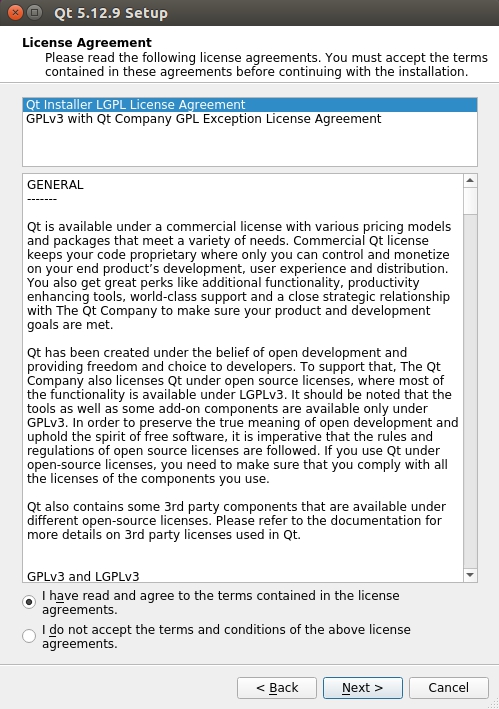 Qt 5.12.9 Setup
License Agreement
Please read the following license agreements. You must accept the terms
contained in these agreements before continuing with the installation.
Qt Installer LGPL License Agreement
GPLv3 with Qt Company GPL Exception License Agreement
GENERAL
-------
Qt is available under a commercial license with various pricing models
and packages that meet a variety of needs. Commercial Qt license
keeps your code proprietary where only you can control and monetize
on your end product’s development, user experience and distribution.
You also get great perks like additional functionality, productivity
enhancing tools, world-class support and a close strategic relationship
with The Qt Company to make sure your product and development
goals are met.
Qt has been created under the belief of open development and
providing freedom and choice to developers. To support that, The Qt
Company also licenses Qt under open source licenses, where most of
the functionality is available under LGPLv3. It should be noted that the
tools as well as some add-on components are available only under
GPLv3. In order to preserve the true meaning of open development and
uphold the spirit of free software, it is imperative that the rules and
regulations of open source licenses are followed. If you use Qt under
open-source licenses, you need to make sure that you comply with all
the licenses of the components you use.
Qt also contains some 3rd party components that are available under
different open-source licenses. Please refer to the documentation for
more details on 3rd party licenses used in Qt.
GPLv3 and LGPLv3
I have read and agree to the terms contained in the license
agreements.
I do not accept the terms and conditions of the above license
agreements.
< Back
Next >
Cancel